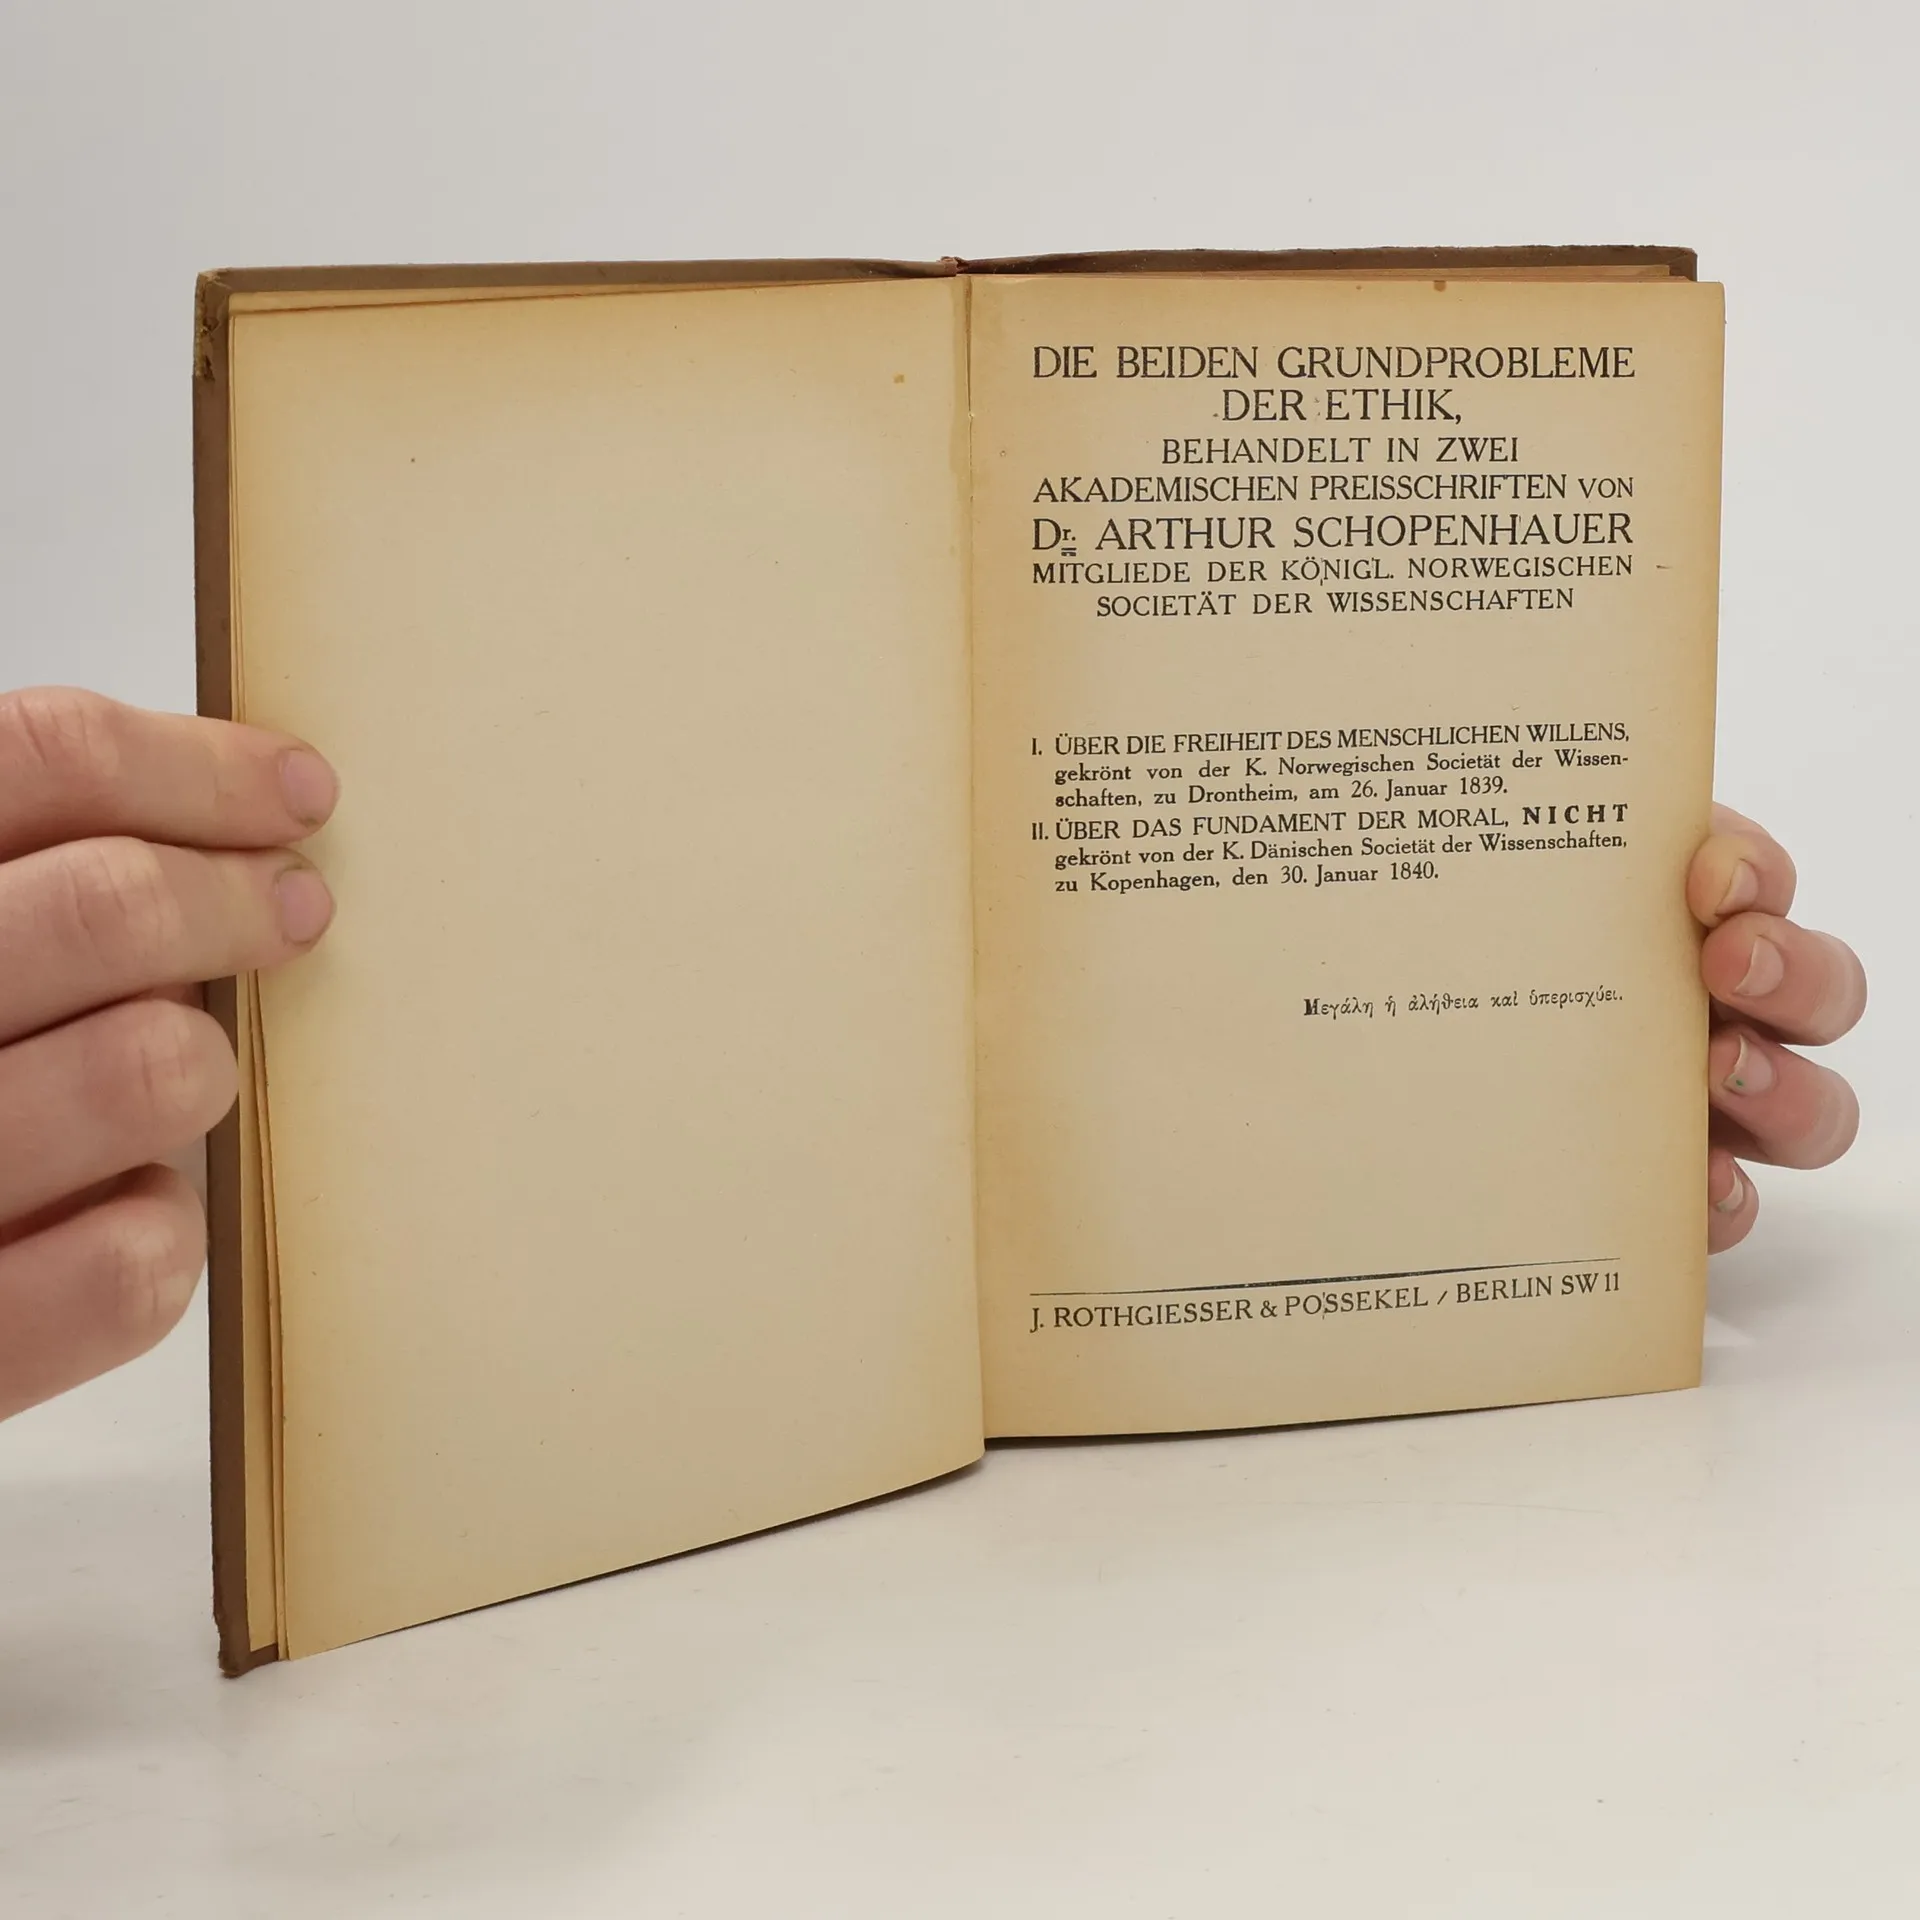 DIE BEIDEN GRUNDPROBLEME
DER ETHIK,
BEHANDELT IN ZWEI
AKADEMISCHEN PREISSCHRIFTEN VON
Dr. ARTHUR SCHOPENHAUER
MITGLIEDE DER KÖNIGL. NORWEGISCHEN
SOCIETÄT DER WISSENSCHAFTEN
I. ÜBER DIE FREIHEIT DES MENSCHLICHEN WILLENS,
gekrönt von der K. Norwegischen Societät der Wissen-
schaften, zu Drontheim, am 26. Januar 1839.
II. ÜBER DAS FUNDAMENT DER MORAL, NICHT
gekrönt von der K. Dänischen Societät der Wissenschaften,
zu Kopenhagen, den 30. Januar 1840.
Μεγάλη ἡ ἀλήθεια καὶ ὑπερισχύει.
J. ROTHGIESSER & POSSEKEL / BERLIN SW 11